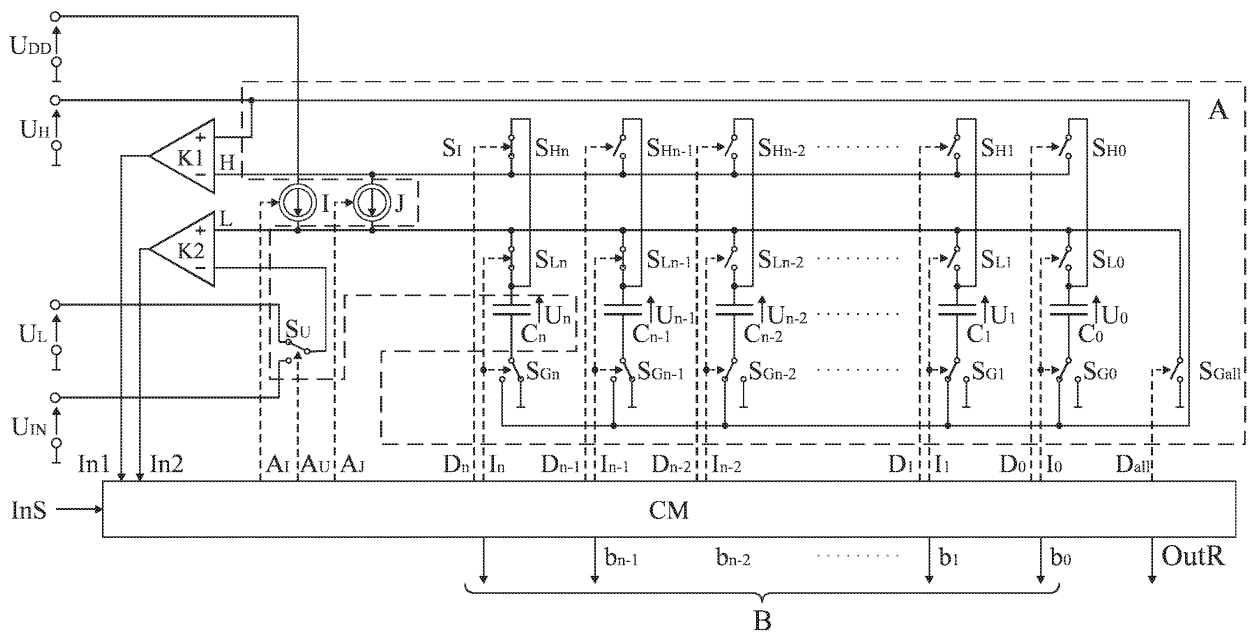 UDD
UH
A
K1
+
−
H
SI SHn SHn-1 SHn-2 SH1 SH0
I J
L
K2
+
−
SLn SLn-1 SLn-2 SL1 SL0
UL
SU
Un Un-1 Un-2 U1 U0
Cn Cn-1 Cn-2 C1 C0
SGn SGn-1 SGn-2 SG1 SG0 SGall
UIN
In1 In2 AI AU AJ Dn In Dn-1 In-1 Dn-2 In-2 D1 I1 D0 I0 Dall
InS CM
bn-1 bn-2 b1 b0 OutR
B